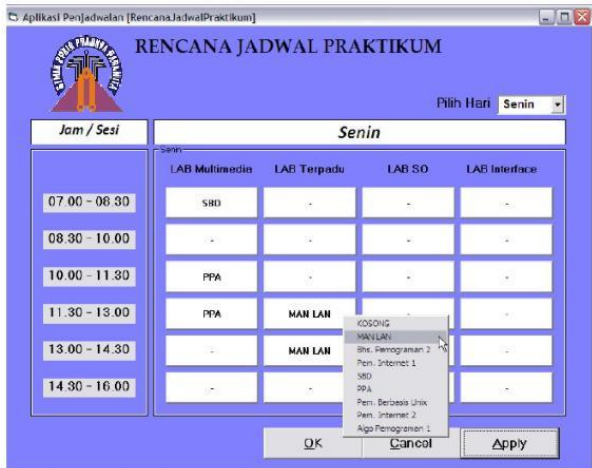 Aplikasi Penjadwalan [RencanaJadwalPraktikum]
RENCANA JADWAL PRAKTIKUM
Pilih Hari Senin
Jam / Sesi Senin
Senin
LAB Multimedia LAB Terpadu LAB SO LAB Interface
07.00 - 08.30 SBD - - -
08.30 - 10.00 - - - -
10.00 - 11.30 PPA - - -
11.30 - 13.00 PPA MAN LAN - -
13.00 - 14.30 - MAN LAN -
14.30 - 16.00 - - -
KOSONG
MAN LAN
Bhs. Pemograman 2
Pem. Internet 1
SBD
PPA
Pem. Berbasis Unix
Pem. Internet 2
Algo Pemograman 1
OK Cancel Apply